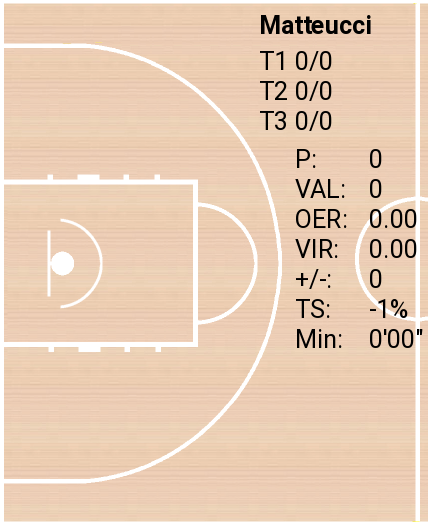 Matteucci
T1 0/0
T2 0/0
T3 0/0
P: 0
VAL: 0
OER: 0.00
VIR: 0.00
+/-: 0
TS: -1%
Min: 0'00"